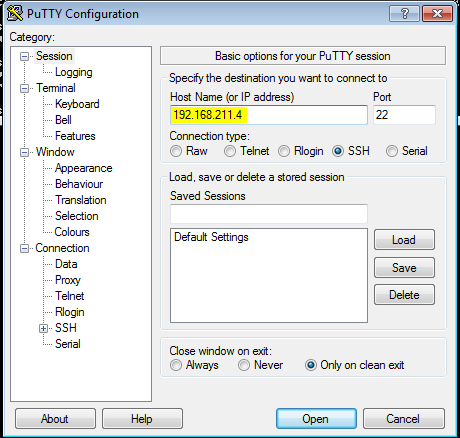 PuTTY Configuration
Category:
Session
Logging
Terminal
Keyboard
Bell
Features
Window
Appearance
Behaviour
Translation
Selection
Colours
Connection
Data
Proxy
Telnet
Rlogin
SSH
Serial
Basic options for your PuTTY session
Specify the destination you want to connect to
Host Name (or IP address) Port
192.168.211.4 22
Connection type:
Raw Telnet Rlogin SSH Serial
Load, save or delete a stored session
Saved Sessions
Default Settings
Load
Save
Delete
Close window on exit:
Always Never Only on clean exit
About Help Open Cancel